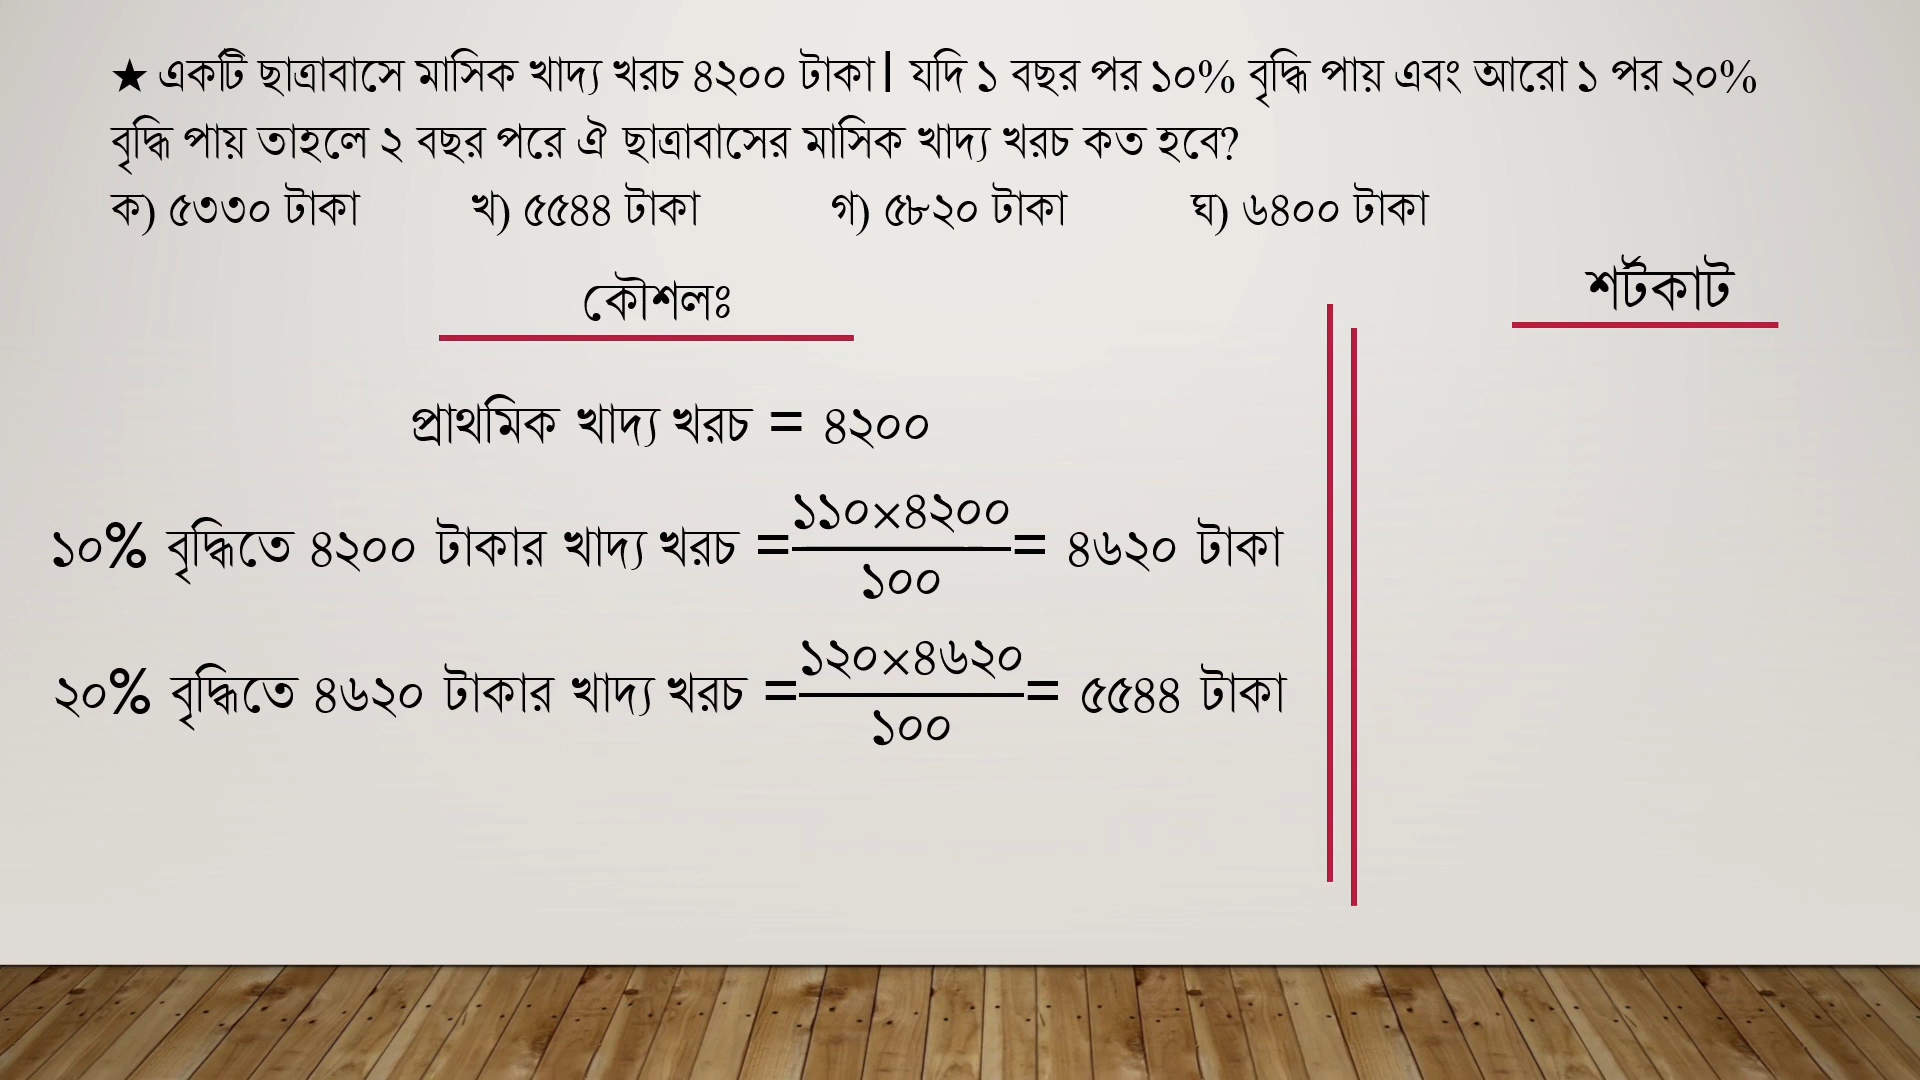 ★ একটি ছাত্রাবাসে মাসিক খাদ্য খরচ ৪২০০ টাকা। যদি ১ বছর পর ১০% বৃদ্ধি পায় এবং আরো ১ পর ২০%
বৃদ্ধি পায় তাহলে ২ বছর পরে ঐ ছাত্রাবাসের মাসিক খাদ্য খরচ কত হবে?
ক) ৫৩৩০ টাকা খ) ৫৫৪৪ টাকা গ) ৫৮২০ টাকা ঘ) ৬৪০০ টাকা
কৌশলঃ
প্রাথমিক খাদ্য খরচ = ৪২০০
১০% বৃদ্ধিতে ৪২০০ টাকার খাদ্য খরচ = ১১০×৪২০০/১০০ = ৪৬২০ টাকা
২০% বৃদ্ধিতে ৪৬২০ টাকার খাদ্য খরচ = ১২০×৪৬২০/১০০ = ৫৫৪৪ টাকা
শর্টকাট